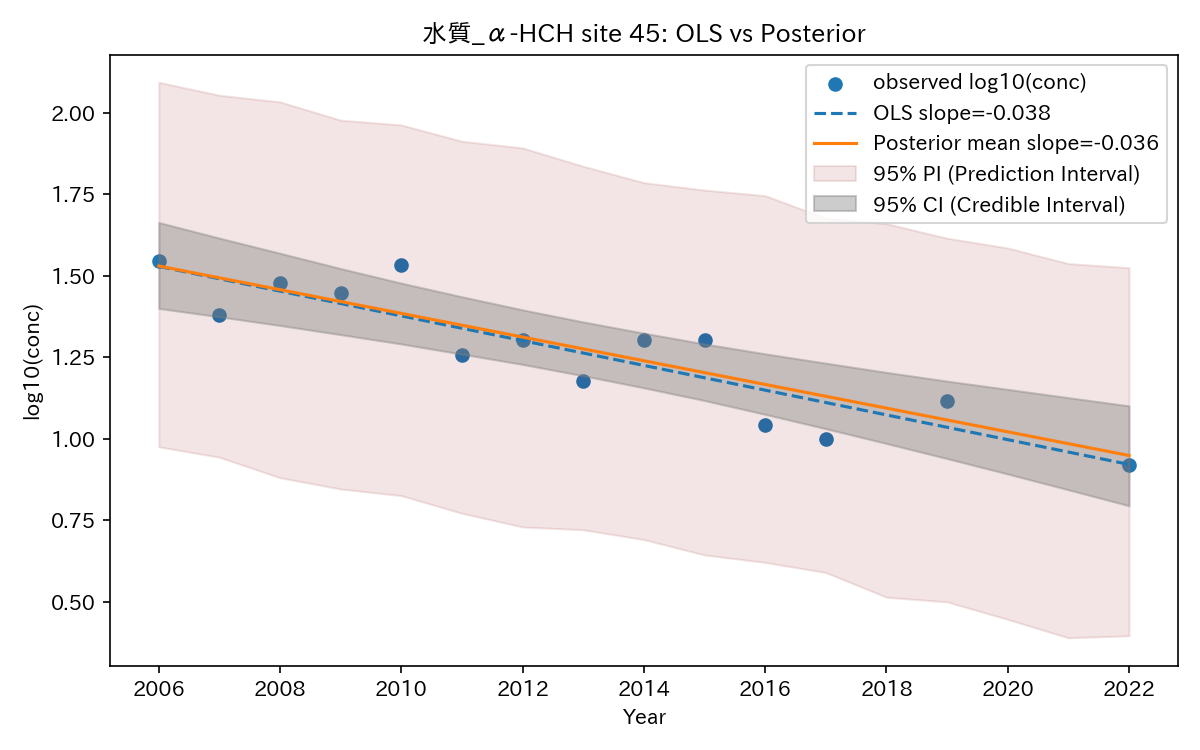 水質_α-HCH site 45: OLS vs Posterior
observed log10(conc)
OLS slope=-0.038
Posterior mean slope=-0.036
95% PI (Prediction Interval)
95% CI (Credible Interval)
log10(conc)
2.00
1.75
1.50
1.25
1.00
0.75
0.50
2006 2008 2010 2012 2014 2016 2018 2020 2022
Year